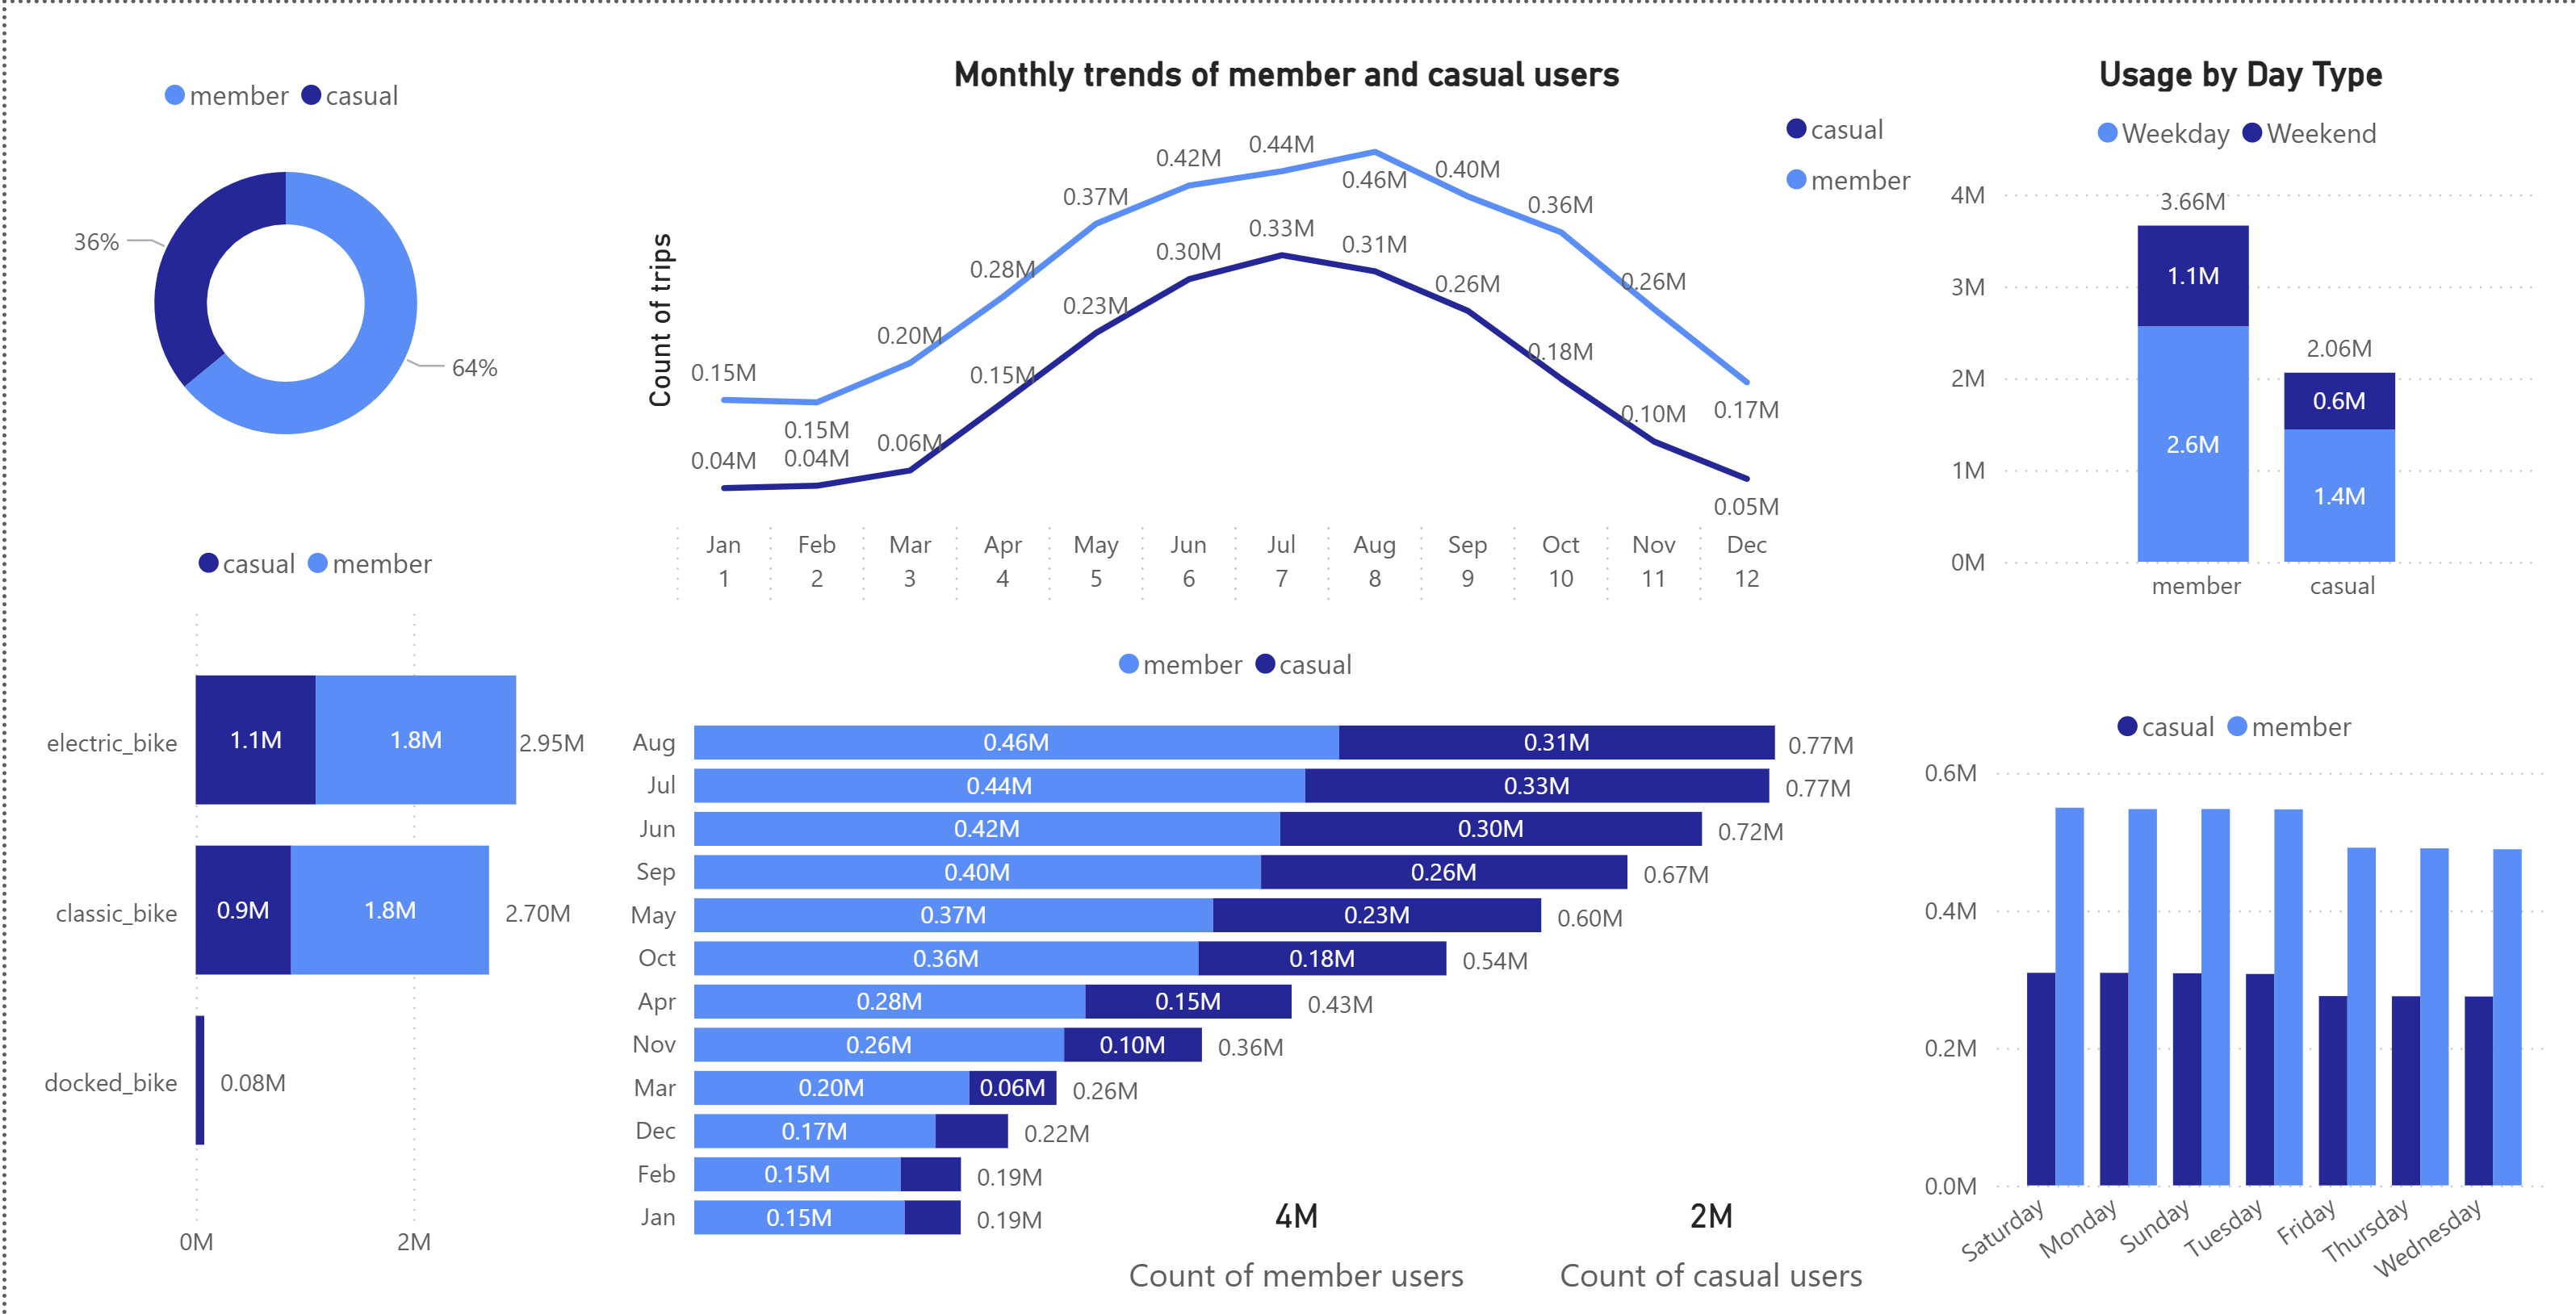 member casual
36%
64%
casual member
electric_bike 1.1M 1.8M 2.95M
classic_bike 0.9M 1.8M 2.70M
docked_bike 0.08M
0M 2M
Monthly trends of member and casual users
casual
member
Count of trips
0.15M 0.15M 0.20M 0.28M 0.37M 0.42M 0.44M 0.46M 0.40M 0.36M 0.26M 0.17M
0.04M 0.04M 0.06M 0.15M 0.23M 0.30M 0.33M 0.31M 0.26M 0.18M 0.10M 0.05M
Jan Feb Mar Apr May Jun Jul Aug Sep Oct Nov Dec
1 2 3 4 5 6 7 8 9 10 11 12
member casual
Aug 0.46M 0.31M 0.77M
Jul 0.44M 0.33M 0.77M
Jun 0.42M 0.30M 0.72M
Sep 0.40M 0.26M 0.67M
May 0.37M 0.23M 0.60M
Oct 0.36M 0.18M 0.54M
Apr 0.28M 0.15M 0.43M
Nov 0.26M 0.10M 0.36M
Mar 0.20M 0.06M 0.26M
Dec 0.17M 0.22M
Feb 0.15M 0.19M
Jan 0.15M 0.19M
4M
Count of member users
2M
Count of casual users
Usage by Day Type
Weekday Weekend
4M
3M
2M
1M
0M
3.66M
1.1M
2.6M
2.06M
0.6M
1.4M
member casual
casual member
0.6M
0.4M
0.2M
0.0M
Saturday Monday Sunday Tuesday Friday Thursday Wednesday